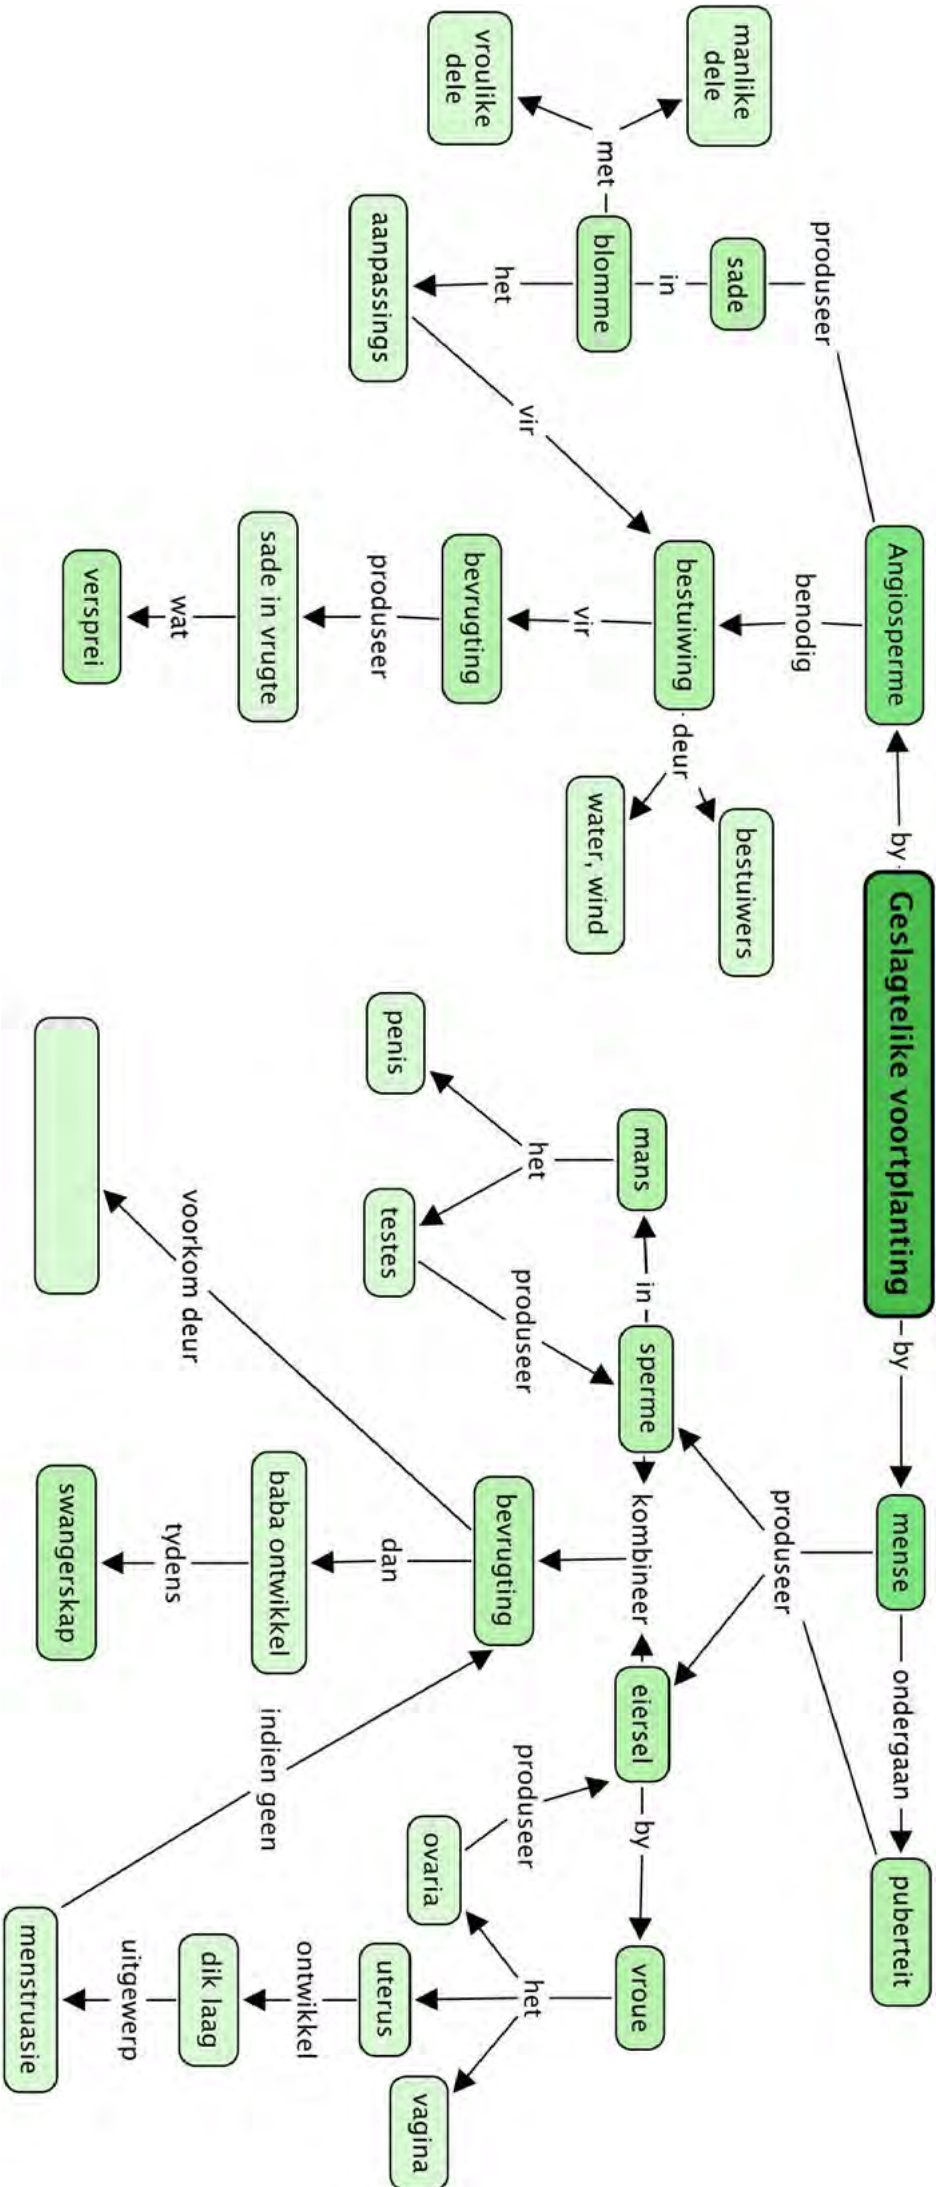 Geslagtelike voortplanting
by
Angiosperme
produseer
sade
in
blomme
met
manlike
dele
vroulike
dele
het
aanpassings
vir
benodig
bestuiwing
deur
bestuiwers
water, wind
vir
bevrugting
produseer
sade in vrugte
wat
versprei
by
mense
ondergaan
puberteit
produseer
sperme
in
mans
het
penis
testes
produseer
kombineer
eiersel
by
vroue
het
ovaria
produseer
uterus
vagina
ontwikkel
dik laag
uitgewerp
menstruasie
indien geen
bevrugting
dan
baba ontwikkel
tydens
swangerskap
voorkom deur